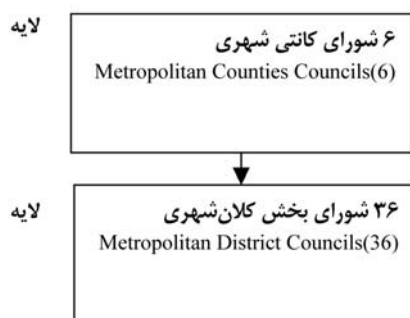 لایه
۶ شورای کانتی شهری
Metropolitan Counties Councils(6)
لایه
۳۶ شورای بخش کلان‌شهری
Metropolitan District Councils(36)